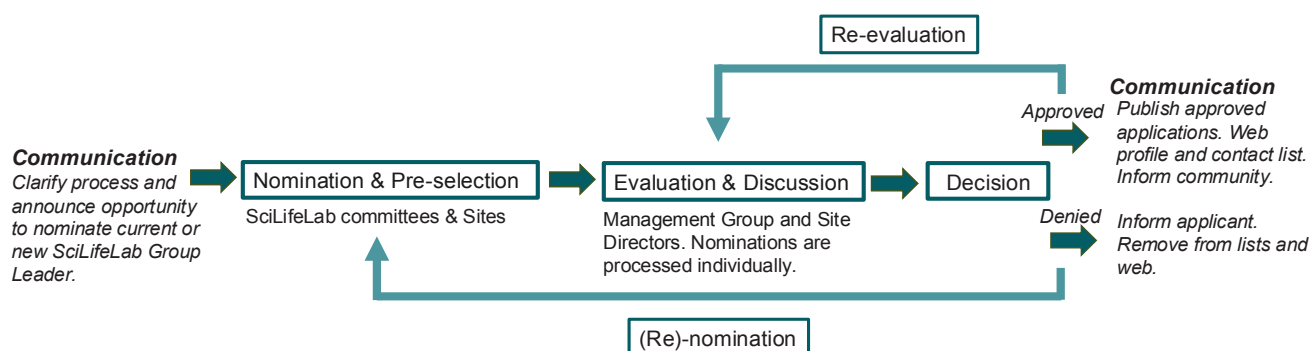 Re-evaluation
Communication
Clarify process and
announce opportunity
to nominate current or
new SciLifeLab Group
Leader.
Nomination & Pre-selection
SciLifeLab committees & Sites
Evaluation & Discussion
Management Group and Site
Directors. Nominations are
processed individually.
Decision
Approved
Communication
Publish approved
applications. Web
profile and contact list.
Inform community.
Denied
Inform applicant.
Remove from lists and
web.
(Re)-nomination